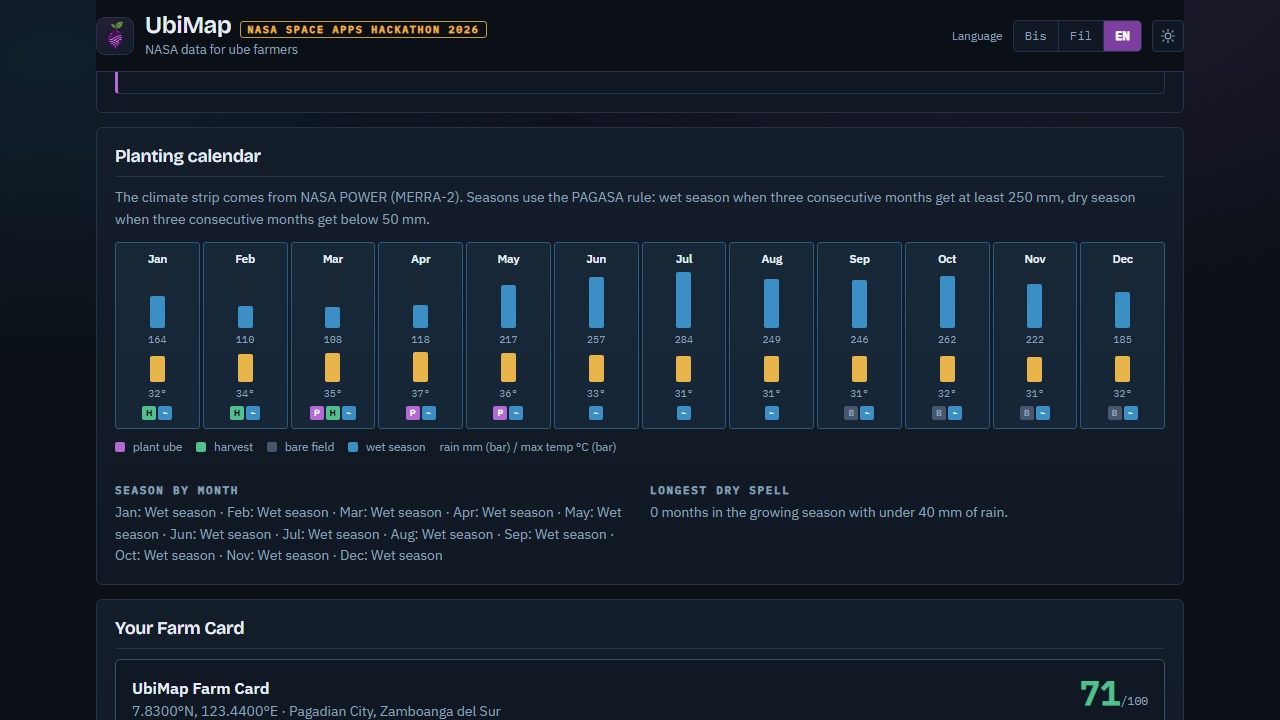 UbiMap NASA SPACE APPS HACKATHON 2026
NASA data for ube farmers
Language Bis Fil EN
Planting calendar
The climate strip comes from NASA POWER (MERRA-2). Seasons use the PAGASA rule: wet season when three consecutive months get at least 250 mm, dry season
when three consecutive months get below 50 mm.
Jan Feb Mar Apr May Jun Jul Aug Sep Oct Nov Dec
164 110 108 118 217 257 284 249 246 262 222 185
32° 34° 35° 37° 36° 33° 31° 31° 31° 32° 31° 32°
H ~ H ~ P H ~ P ~ P ~ ~ ~ ~ B ~ B ~ B ~ B ~
plant ube harvest bare field wet season rain mm (bar) / max temp °C (bar)
SEASON BY MONTH
Jan: Wet season · Feb: Wet season · Mar: Wet season · Apr: Wet season · May: Wet
season · Jun: Wet season · Jul: Wet season · Aug: Wet season · Sep: Wet season ·
Oct: Wet season · Nov: Wet season · Dec: Wet season
LONGEST DRY SPELL
0 months in the growing season with under 40 mm of rain.
Your Farm Card
UbiMap Farm Card
71/100
7.8300°N, 123.4400°E · Pagadian City, Zamboanga del Sur